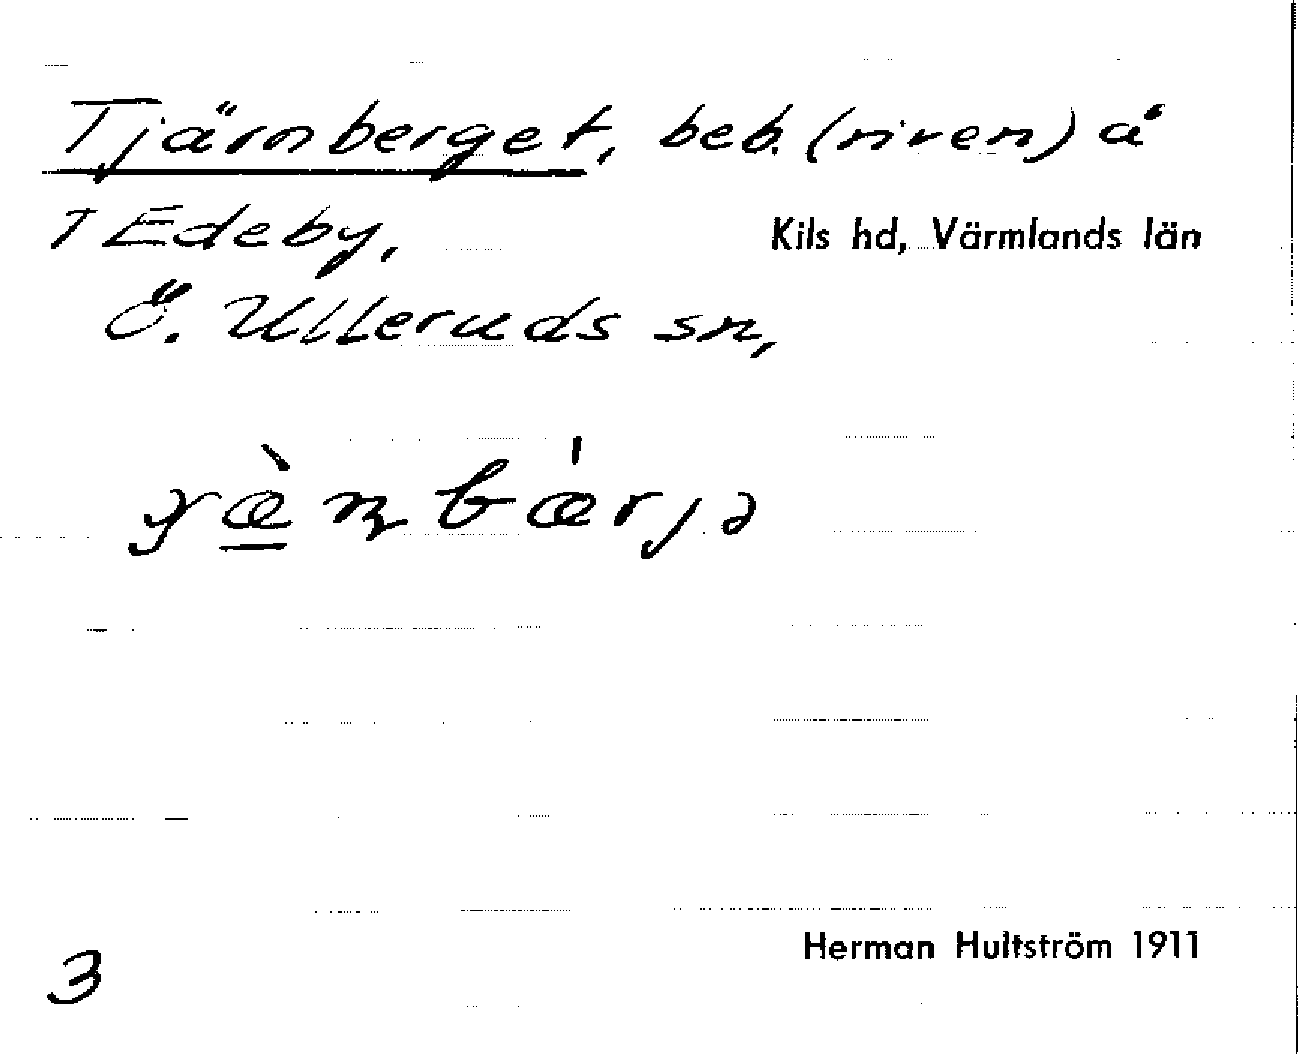 Tjärnberget, beb. (riven) å
1 Edeby,
Kils hd, Värmlands län
Ö. Ulleruds sn,
Herman Hultström 1911
3